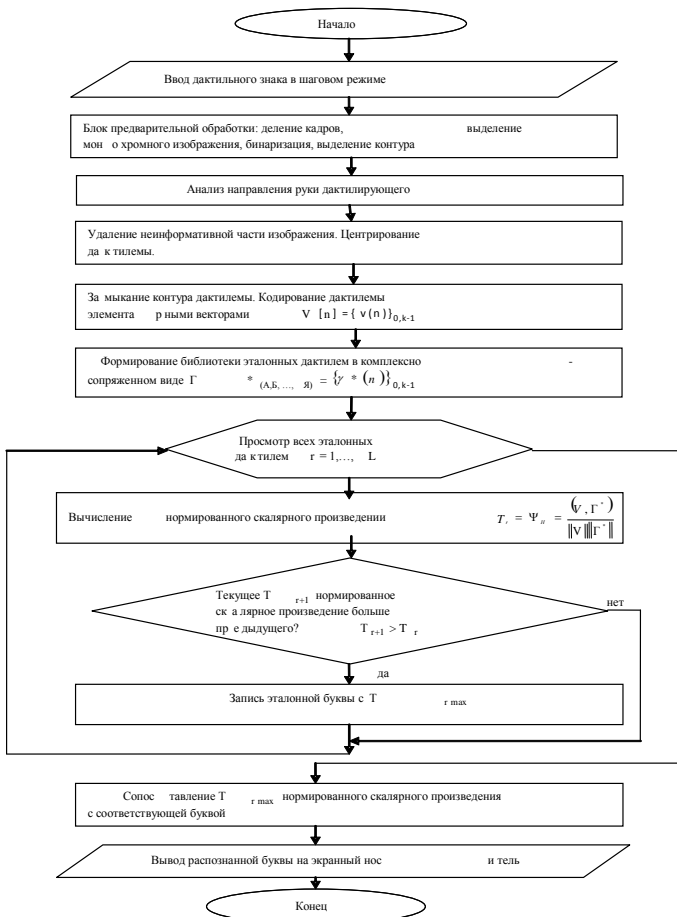 Начало
Ввод дактильного знака в шаговом режиме
Блок предварительной обработки: деление кадров, выделение
мон о хромного изображения, бинаризация, выделение контура
Анализ направления руки дактилирующего
Удаление неинформативной части изображения. Центрирование
да к тилемы.
За мыкание контура дактилемы. Кодирование дактилемы
элемента р ными векторами V [n] = { v(n)}0,k-1
Формирование библиотеки эталонных дактилем в комплексно -
сопряженном виде Г * (А,Б, ..., Я) = {γ * (n)}0,k-1
Просмотр всех эталонных
да к тилем r = 1,..., L
Вычисление нормированного скалярного произведении T r = Ψ u = (V , Г*) / ||V|| ||Г*||
Текущее T r+1 нормированное
ск а лярное произведение больше
пр е дыдущего? T r+1 > T r
нет
да
Запись эталонной буквы с T r max
Сопос тавление T r max нормированного скалярного произведения
с соответствующей буквой
Вывод распознанной буквы на экранный нос и тель
Конец